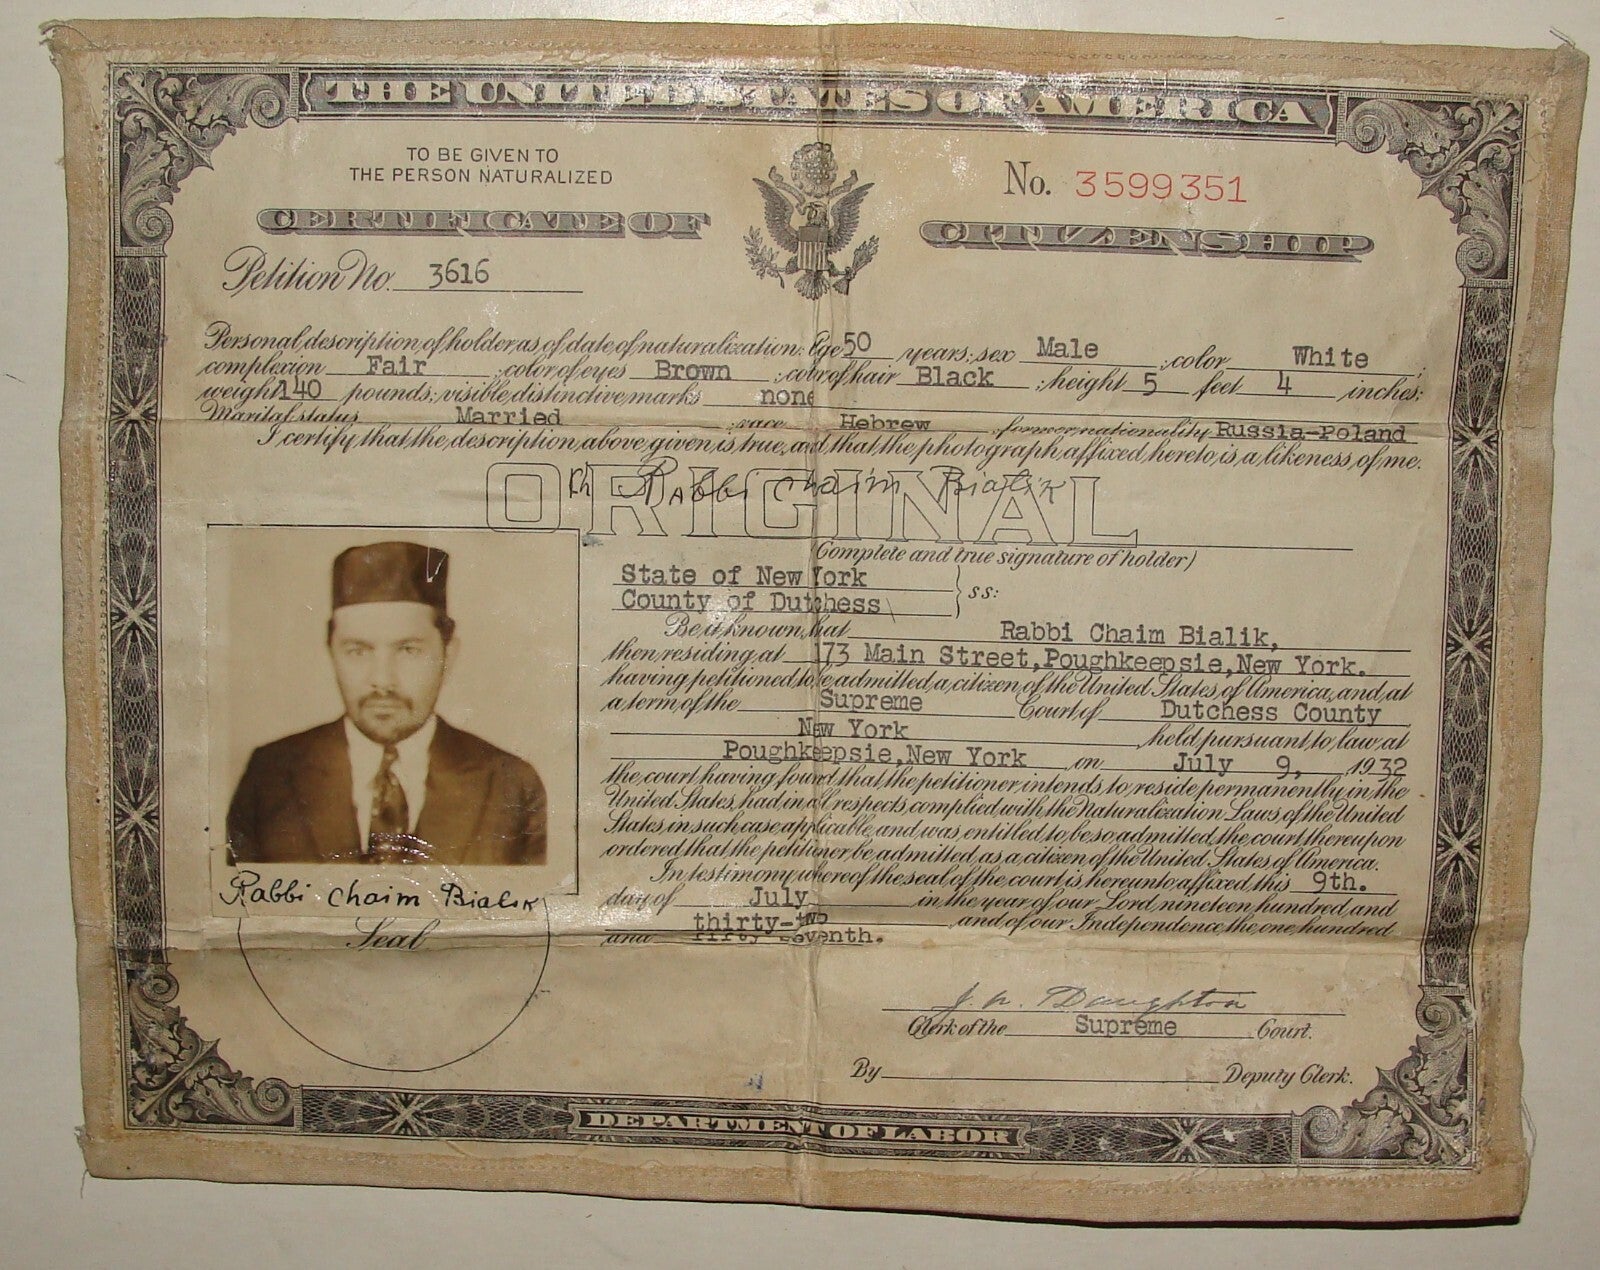 THE UNITED STATES OF AMERICA
TO BE GIVEN TO
THE PERSON NATURALIZED
No. 3599351
CERTIFICATE OF CITIZENSHIP
Petition No. 3616
Personal description of holder as of date of naturalization: Age 50 years; sex Male ; color White ;
complexion Fair ; color of eyes Brown ; color of hair Black ; height 5 feet 4 inches;
weight 140 pounds; visible distinctive marks none
Marital status Married ; race Hebrew ; former nationality Russia-Poland
I certify that the description above given is true, and that the photograph affixed hereto is a likeness of me.
ORIGINAL
Ch Rabbi Chaim Bialik
(Complete and true signature of holder)
State of New York
County of Dutchess } ss:
Be it known, that Rabbi Chaim Bialik,
then residing at 173 Main Street, Poughkeepsie, New York.
having petitioned to be admitted a citizen of the United States of America, and at
a term of the Supreme Court of Dutchess County
New York held pursuant to law, at
Poughkeepsie, New York on July 9, 1932
the court having found that the petitioner intends to reside permanently in the
United States, had in all respects complied with the Naturalization Laws of the United
States in such case applicable, and was entitled to be so admitted, the court thereupon
ordered that the petitioner be admitted as a citizen of the United States of America.
In testimony whereof the seal of the court is hereunto affixed this 9th.
day of July in the year of our Lord nineteen hundred and
thirty-two and of our Independence the one hundred
and fifty seventh.
Rabbi Chaim Bialik
Seal
J. W. Daughton
Clerk of the Supreme Court.
By Deputy Clerk.
DEPARTMENT OF LABOR